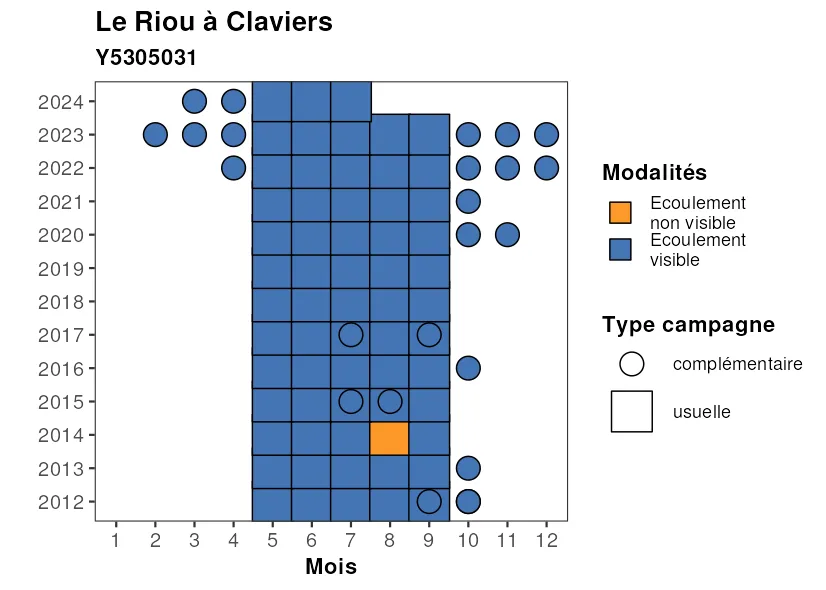 Le Riou à Claviers
Y5305031
2024
2023
2022
2021
2020
2019
2018
2017
2016
2015
2014
2013
2012
1 2 3 4 5 6 7 8 9 10 11 12
Mois
Modalités
Ecoulement
non visible
Ecoulement
visible
Type campagne
complémentaire
usuelle